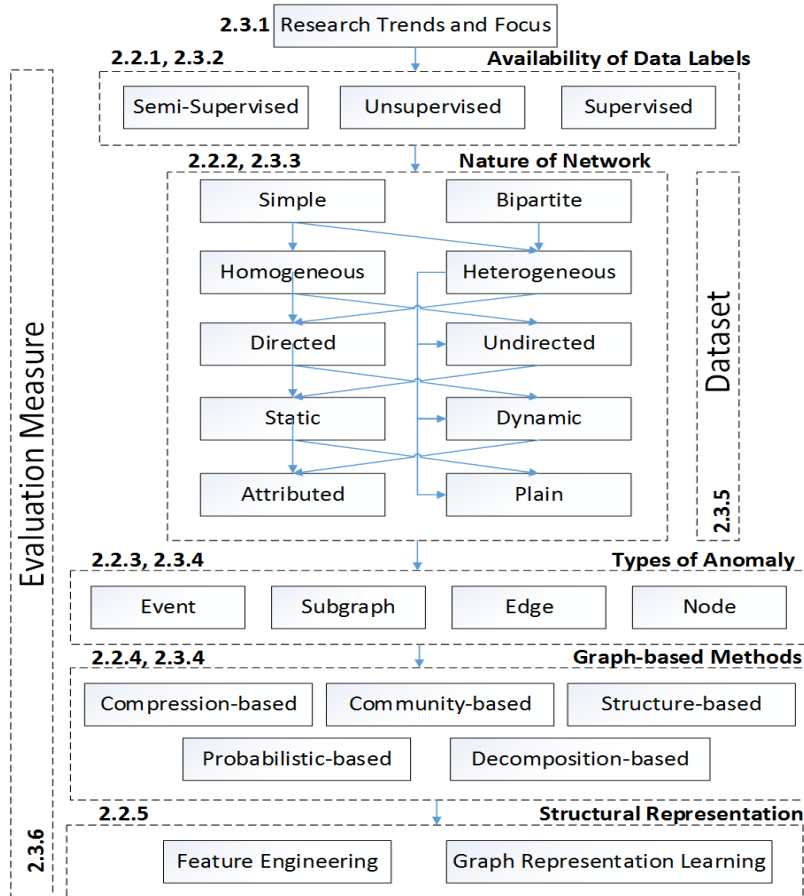 2.3.1 Research Trends and Focus
2.2.1, 2.3.2 Availability of Data Labels
Semi-Supervised Unsupervised Supervised
2.2.2, 2.3.3 Nature of Network
Simple Bipartite
Homogeneous Heterogeneous
Directed Undirected
Static Dynamic
Attributed Plain
Dataset
2.3.5
Evaluation Measure
2.3.6
2.2.3, 2.3.4 Types of Anomaly
Event Subgraph Edge Node
2.2.4, 2.3.4 Graph-based Methods
Compression-based Community-based Structure-based
Probabilistic-based Decomposition-based
2.2.5 Structural Representation
Feature Engineering Graph Representation Learning